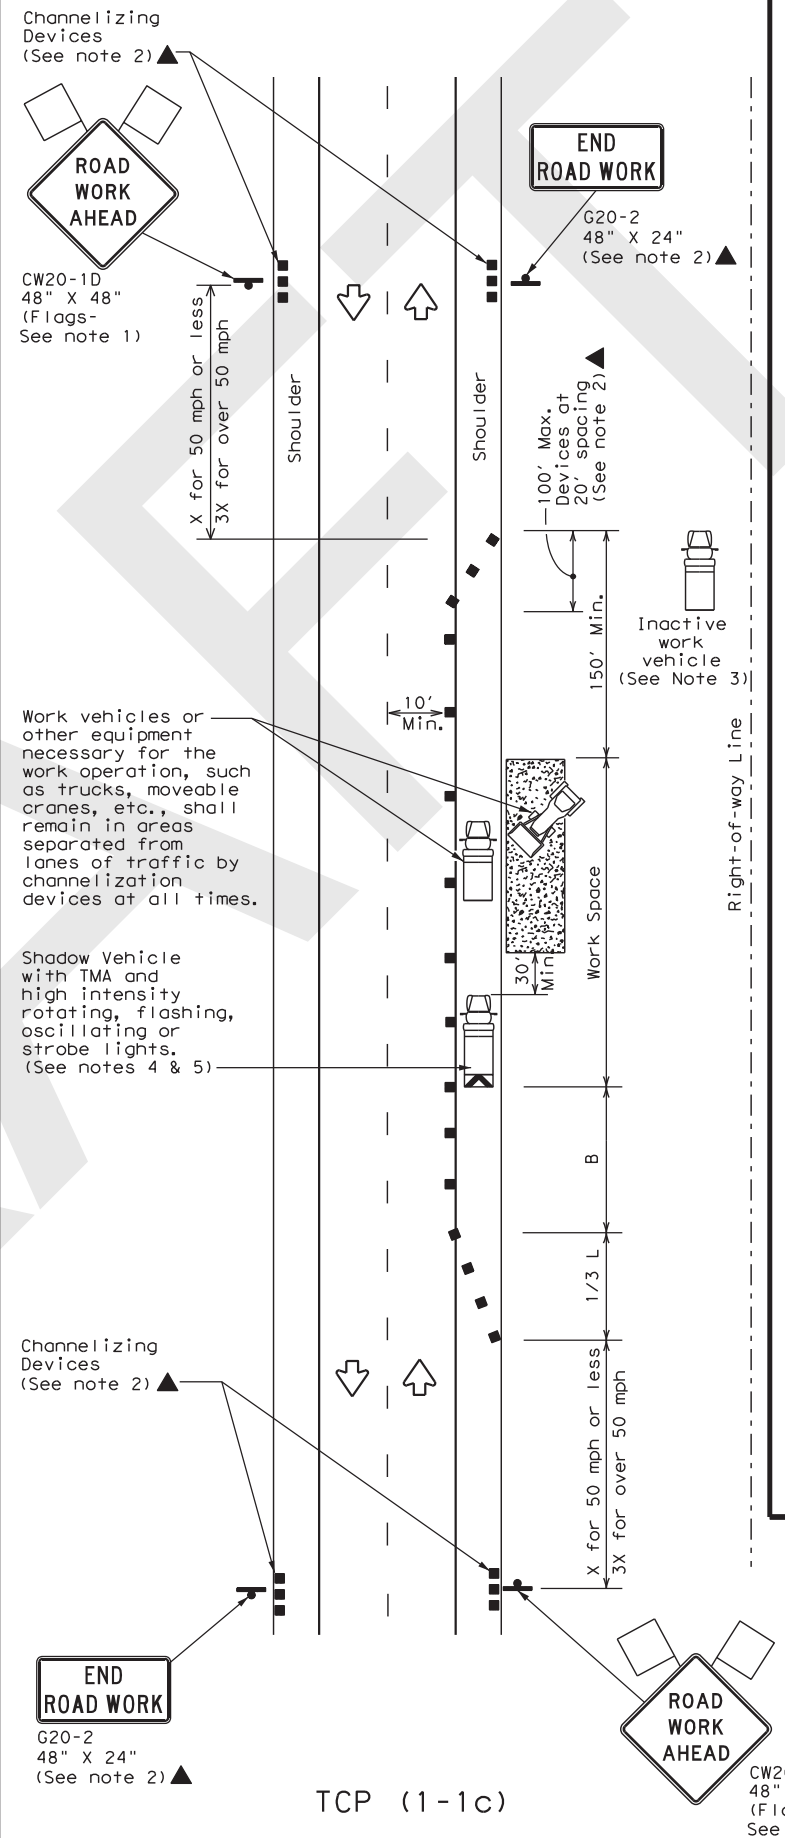 Channelizing
Devices
(See note 2)
ROAD
WORK
AHEAD
CW20-1D
48" X 48"
(Flags-
See note 1)
END
ROAD WORK
G20-2
48" X 24"
(See note 2)
X for 50 mph or less
3X for over 50 mph
Shoulder
Shoulder
100' Max.
Devices at
20' spacing
(See note 2)
150' Min.
Inactive
work
vehicle
(See Note 3)
10'
Min.
Right-of-way Line
Work vehicles or
other equipment
necessary for the
work operation, such
as trucks, moveable
cranes, etc., shall
remain in areas
separated from
lanes of traffic by
channelization
devices at all times.
Work Space
30'
Min.
Shadow Vehicle
with TMA and
high intensity
rotating, flashing,
oscillating or
strobe lights.
(See notes 4 & 5)
B
1/3 L
Channelizing
Devices
(See note 2)
X for 50 mph or less
3X for over 50 mph
END
ROAD WORK
G20-2
48" X 24"
(See note 2)
ROAD
WORK
AHEAD
48"
See
TCP (1-1c)